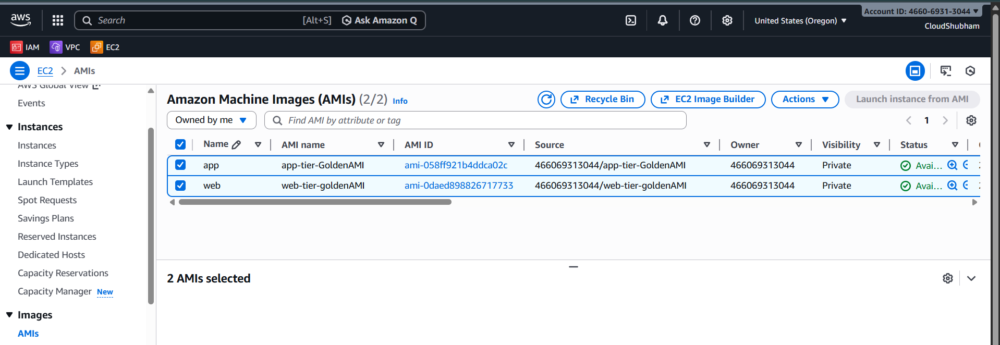 aws
Search [Alt+S] Ask Amazon Q
United States (Oregon)
Account ID: 4660-6931-3044
CloudShubham
IAM VPC EC2
EC2 AMIs
AWS Global View
Events
Instances
Instances
Instance Types
Launch Templates
Spot Requests
Savings Plans
Reserved Instances
Dedicated Hosts
Capacity Reservations
Capacity Manager New
Images
AMIs
Amazon Machine Images (AMIs) (2/2) Info
Recycle Bin
EC2 Image Builder
Actions
Launch instance from AMI
Owned by me
Find AMI by attribute or tag
1
Name AMI name AMI ID Source Owner Visibility Status
app app-tier-GoldenAMI ami-058ff921b4ddca02c 466069313044/app-tier-GoldenAMI 466069313044 Private Avai...
web web-tier-goldenAMI ami-0daed898826717733 466069313044/web-tier-goldenAMI 466069313044 Private Avai...
2 AMIs selected